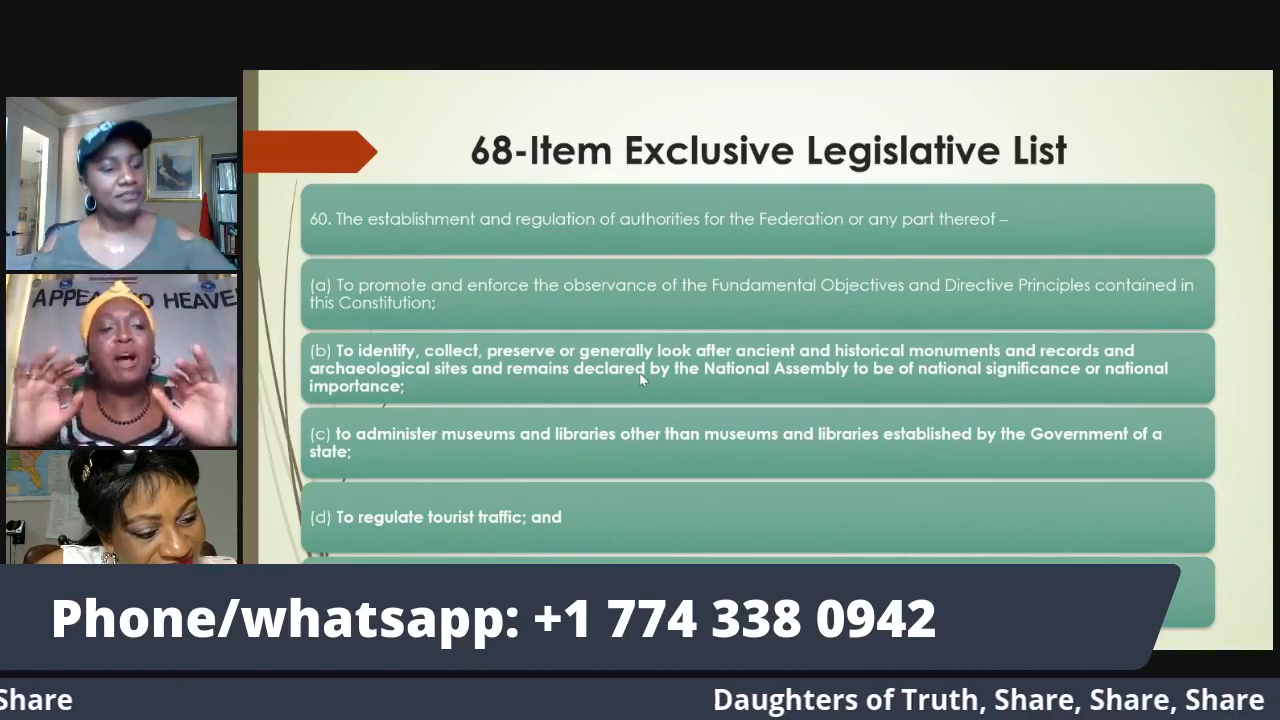 68-Item Exclusive Legislative List
60. The establishment and regulation of authorities for the Federation or any part thereof –
(a) To promote and enforce the observance of the Fundamental Objectives and Directive Principles contained in
this Constitution;
(b) To identify, collect, preserve or generally look after ancient and historical monuments and records and
archaeological sites and remains declared by the National Assembly to be of national significance or national
importance;
(c) to administer museums and libraries other than museums and libraries established by the Government of a
state;
(d) To regulate tourist traffic; and
APPEAL TO HEAVEN
Phone/whatsapp: +1 774 338 0942
Share
Daughters of Truth, Share, Share, Share